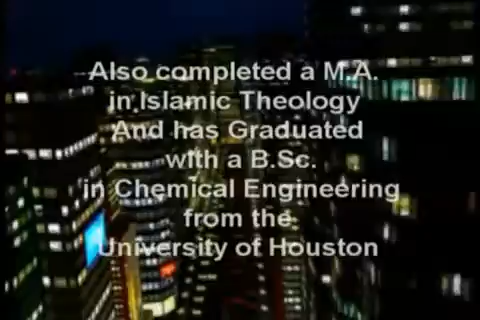 Also completed a M.A.
in Islamic Theology
And has Graduated
with a B.Sc.
in Chemical Engineering
from the
University of Houston